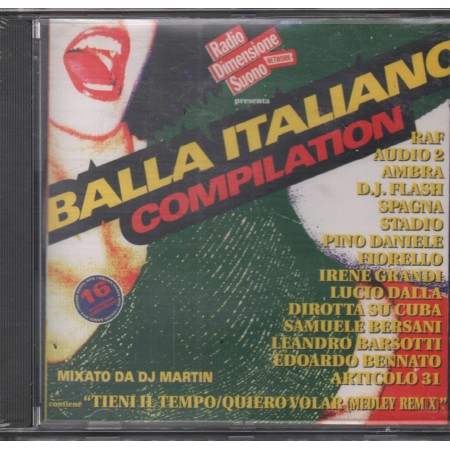 Radio
Dimensione
Suono
NETWORK
presenta
BALLA ITALIANO
COMPILATION
RAF
AUDIO 2
AMBRA
D.J. FLASH
SPAGNA
STADIO
PINO DANIELE
FIORELLO
IRENE GRANDI
LUCIO DALLA
DIROTTA SU CUBA
SAMUELE BERSANI
LEANDRO BARSOTTI
EDOARDO BENNATO
ARTICOLO 31
16
MIXATO DA DJ MARTIN
contiene "TIENI IL TEMPO/QUIERO VOLAR (MEDLEY REMIX)"